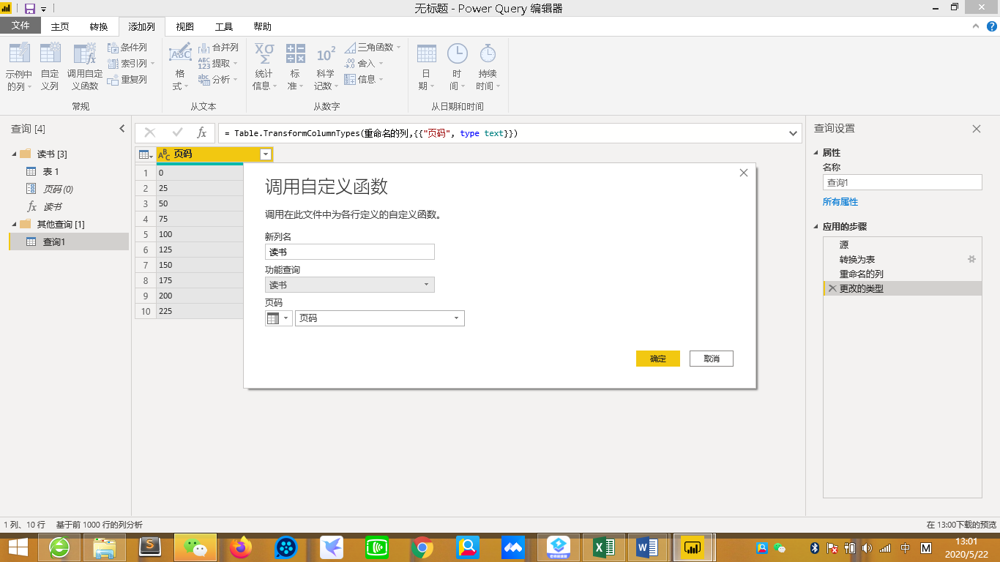 无标题 - Power Query 编辑器
文件 主页 转换 添加列 视图 工具 帮助
示例中的列 自定义列 调用自定义函数 条件列 索引列 重复列 常规
格式 合并列 提取 分析 从文本
统计信息 标准 科学记数 三角函数 舍入 信息 从数字
日期 时间 持续时间 从日期和时间
查询 [4]
读书 [3]
表 1
页码 (0)
读书
其他查询 [1]
查询1
= Table.TransformColumnTypes(重命名的列,{{"页码", type text}})
页码
1 0
2 25
3 50
4 75
5 100
6 125
7 150
8 175
9 200
10 225
调用自定义函数
调用在此文件中为各行定义的自定义函数。
新列名
读书
功能查询
读书
页码
页码
确定 取消
查询设置
属性
名称
查询1
所有属性
应用的步骤
源
转换为表
重命名的列
更改的类型
1 列、10 行 基于前 1000 行的列分析
在 13:00下载的预览
中 M 13:01
2020/5/22